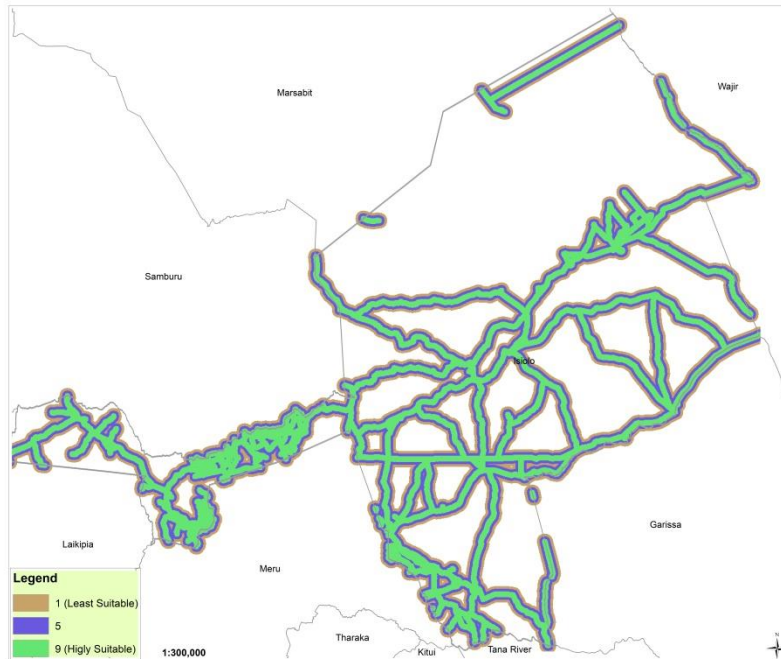 Marsabit
Wajir
Samburu
Isiolo
Garissa
Laikipia
Meru
Tharaka
Kitui
Tana River
Legend
1 (Least Suitable)
5
9 (Higly Suitable)
1:300,000
N